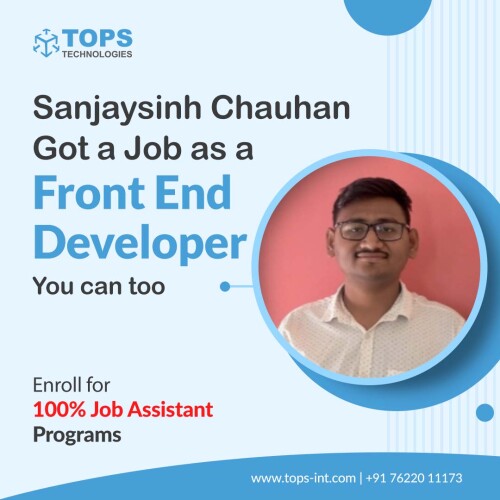 TOPS
TECHNOLOGIES
Sanjaysinh Chauhan
Got a Job as a
Front End
Developer
You can too
Enroll for
100% Job Assistant
Programs
www.tops-int.com | +91 76220 11173